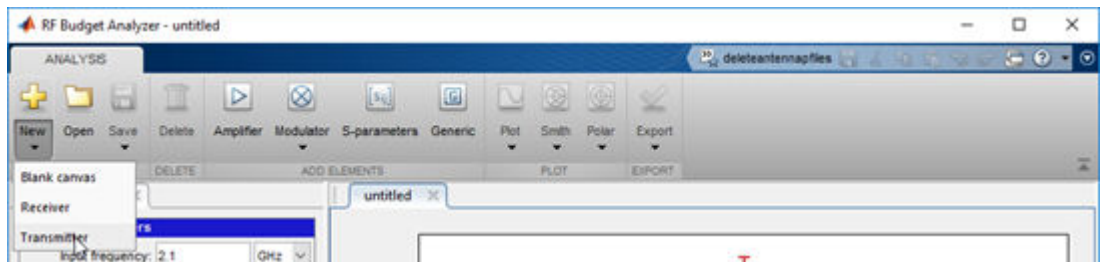 RF Budget Analyzer - untitled
ANALYSIS
deleteantennapfiles
New Open Save Delete Amplifier Modulator S-parameters Generic Plot Smith Polar Export
DELETE ADD ELEMENTS PLOT EXPORT
Blank canvas
untitled
Receiver
Transmitter
Input frequency: 2.1 GHz